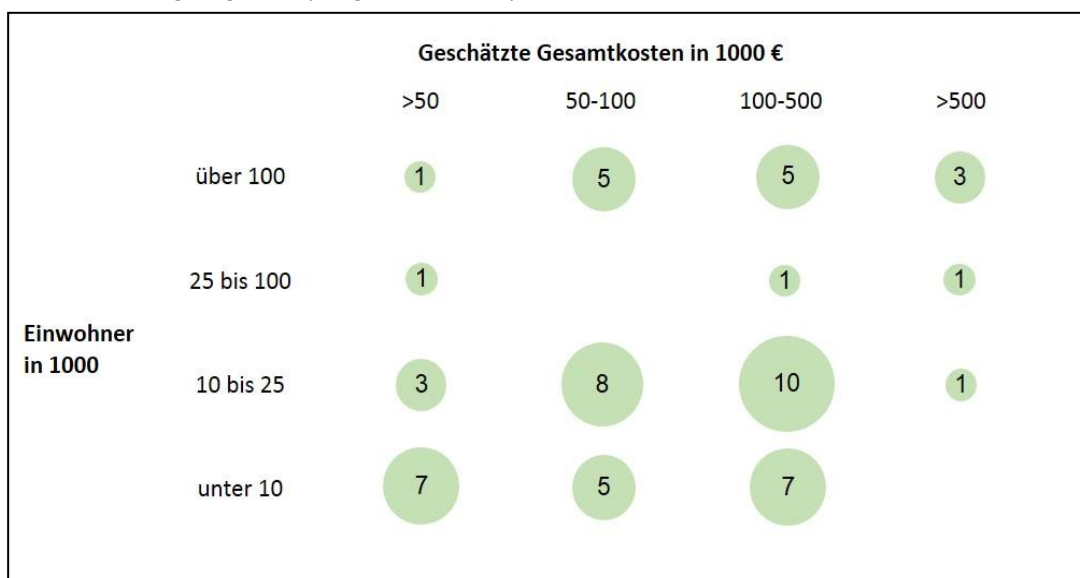 Geschätzte Gesamtkosten in 1000 €
>50 50-100 100-500 >500
über 100 1 5 5 3
25 bis 100 1 1 1
Einwohner
in 1000
10 bis 25 3 8 10 1
unter 10 7 5 7